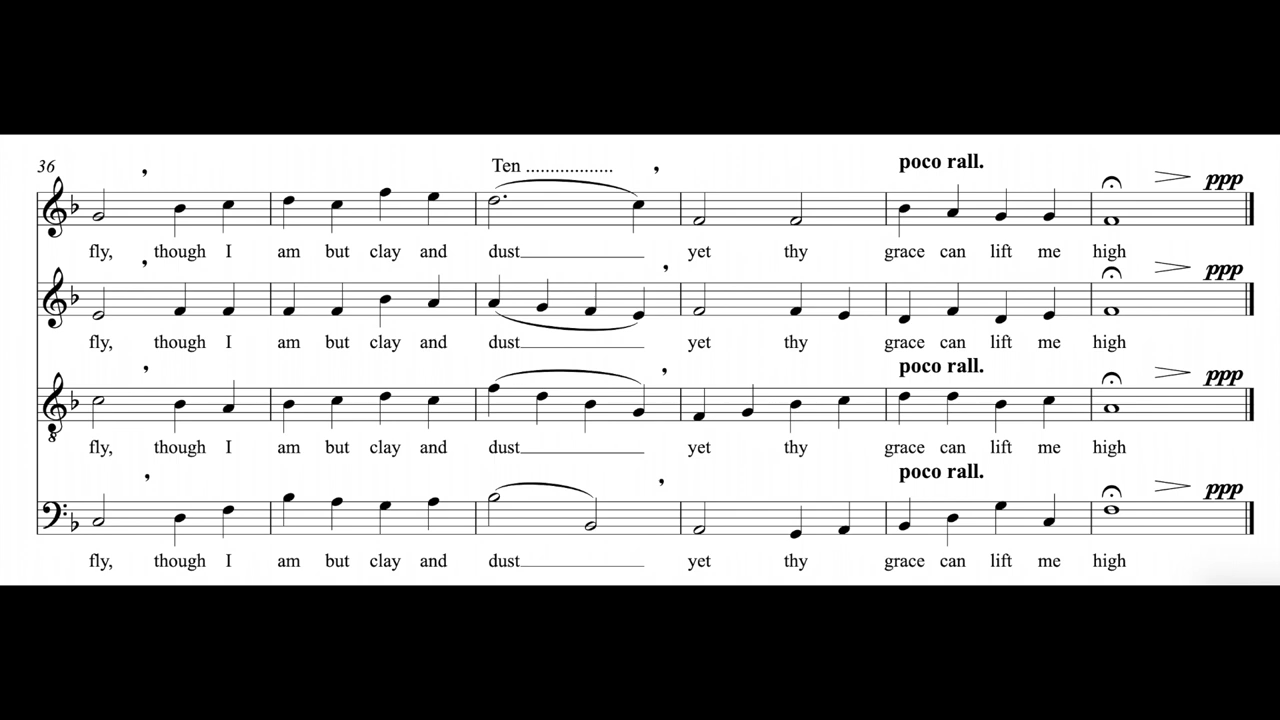 36
Ten ..................
poco rall.
ppp
fly, though I am but clay and dust yet thy grace can lift me high
ppp
fly, though I am but clay and dust yet thy grace can lift me high
poco rall.
ppp
fly, though I am but clay and dust yet thy grace can lift me high
poco rall.
ppp
fly, though I am but clay and dust yet thy grace can lift me high